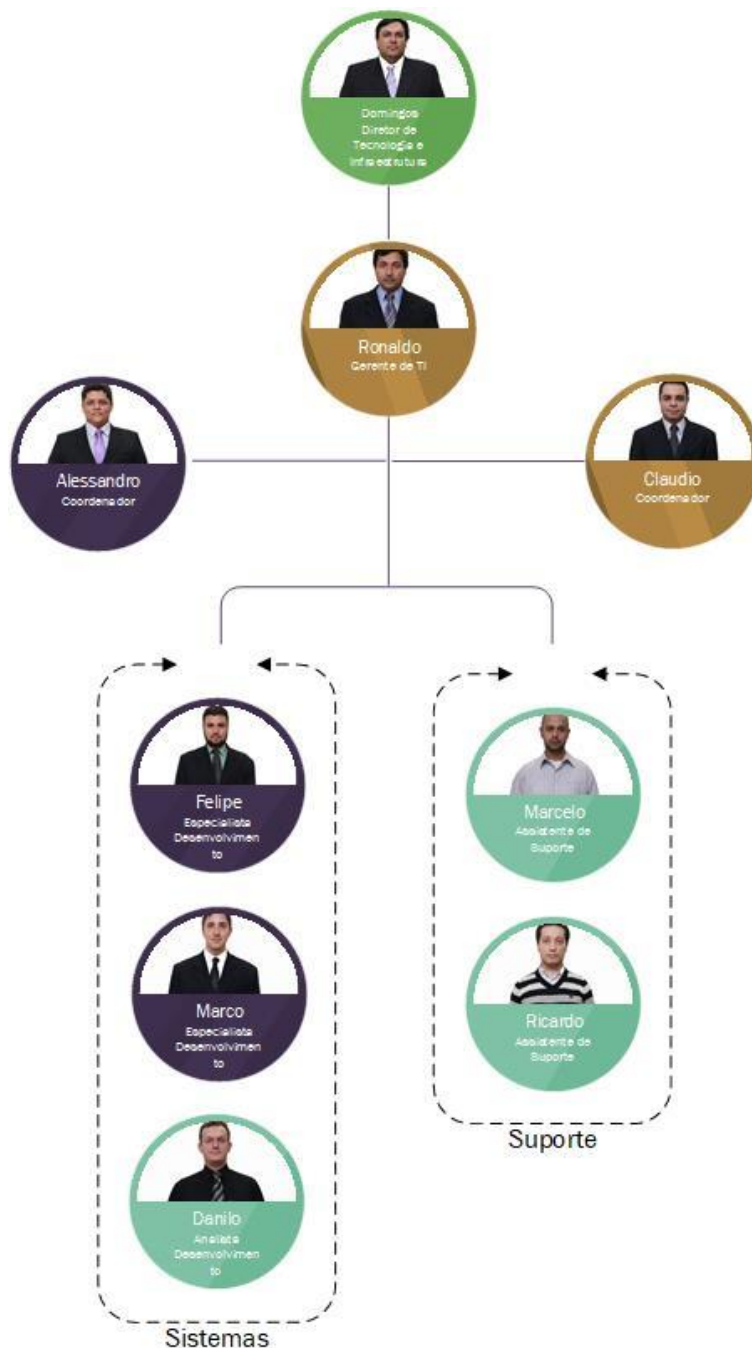 Domingos
Diretor de
Tecnologia e
Infraestrutura
Ronaldo
Gerente de TI
Alessandro
Coordenador
Claudio
Coordenador
Felipe
Especialista
Desenvolvimen
to
Marco
Especialista
Desenvolvimen
to
Danilo
Analista
Desenvolvimen
to
Sistemas
Marcelo
Assistente de
Suporte
Ricardo
Assistente de
Suporte
Suporte